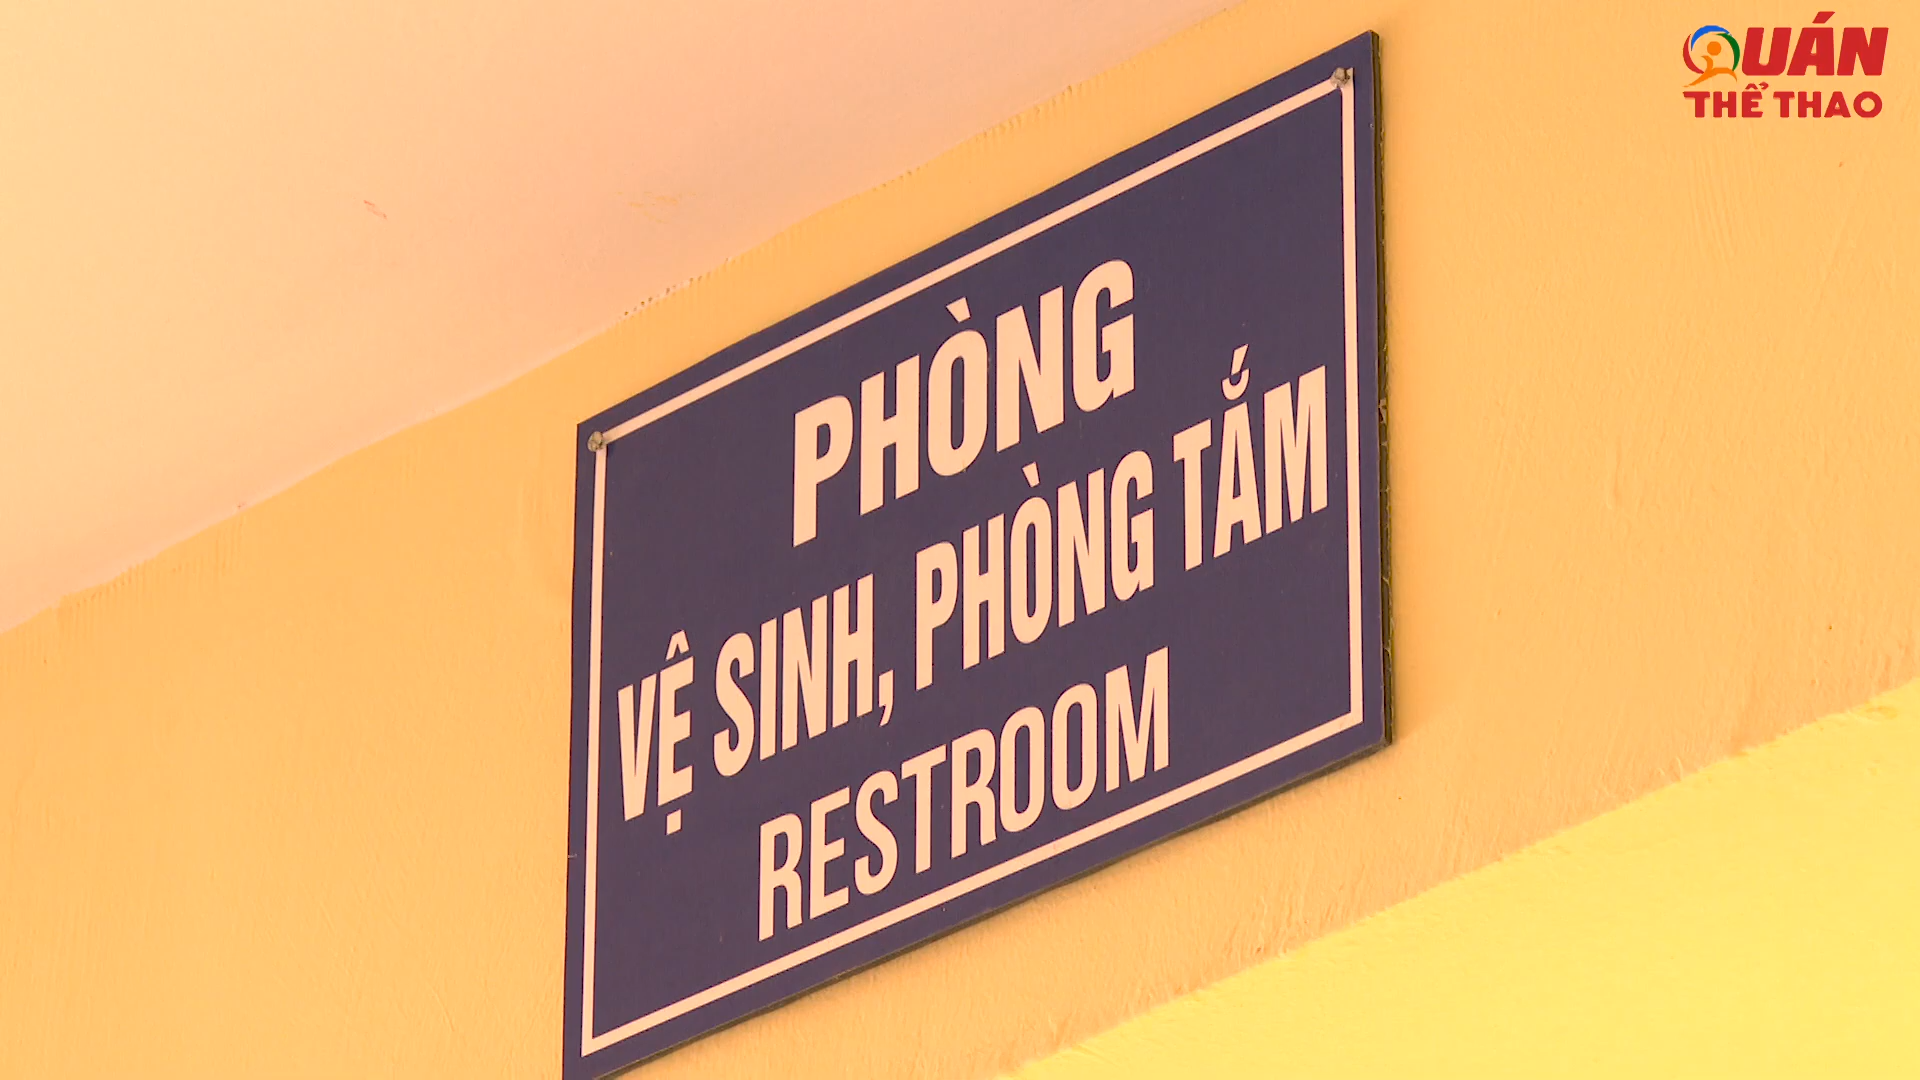 QUÁN
THỂ THAO
PHÒNG
VỆ SINH, PHÒNG TẮM
RESTROOM